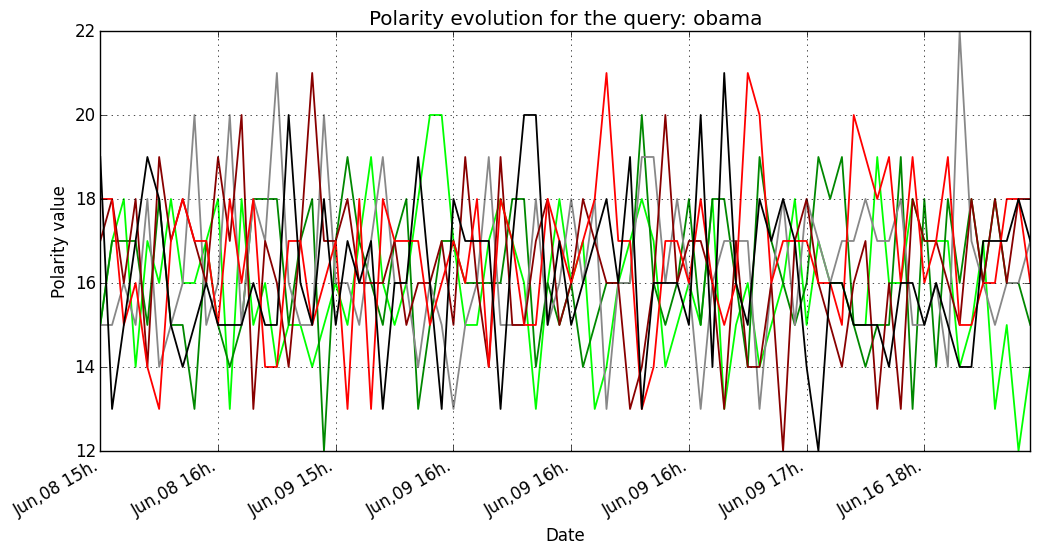 Polarity evolution for the query: obama
22
20
18
16
14
12
Polarity value
Jun,08 15h.
Jun,08 16h.
Jun,09 15h.
Jun,09 16h.
Jun,09 16h.
Jun,09 16h.
Jun,09 17h.
Jun,16 18h.
Date